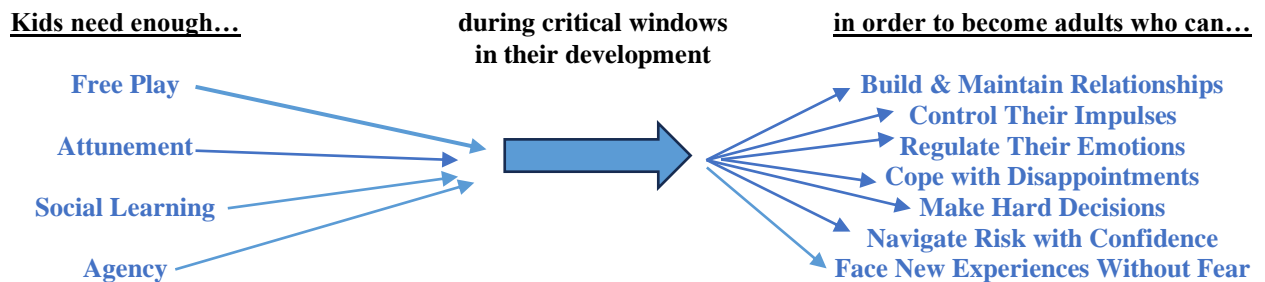 Kids need enough…
during critical windows
in their development
in order to become adults who can…
Free Play
Attunement
Social Learning
Agency
Build & Maintain Relationships
Control Their Impulses
Regulate Their Emotions
Cope with Disappointments
Make Hard Decisions
Navigate Risk with Confidence
Face New Experiences Without Fear